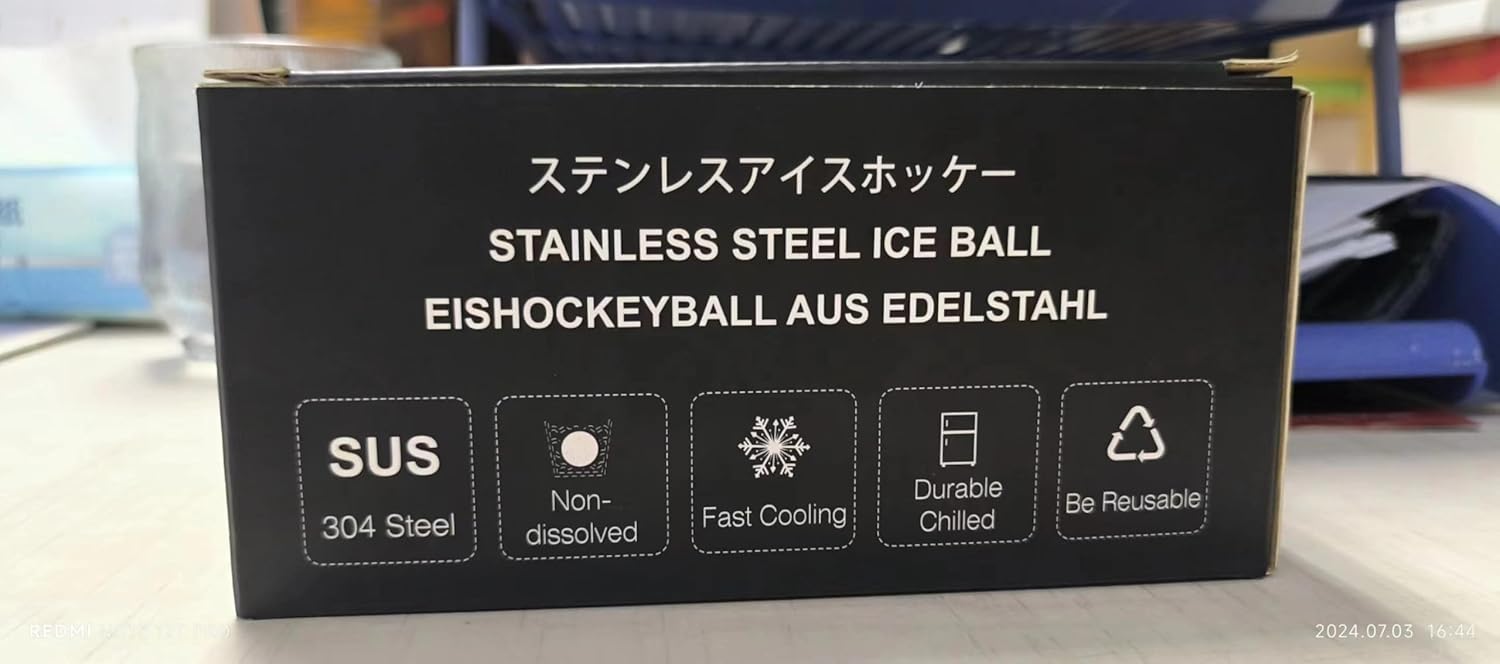 ステンレスアイスホッケー
STAINLESS STEEL ICE BALL
EISHOCKEYBALL AUS EDELSTAHL
SUS
304 Steel
Non-
dissolved
Fast Cooling
Durable
Chilled
Be Reusable
REDMI
2024.07.03 16:44